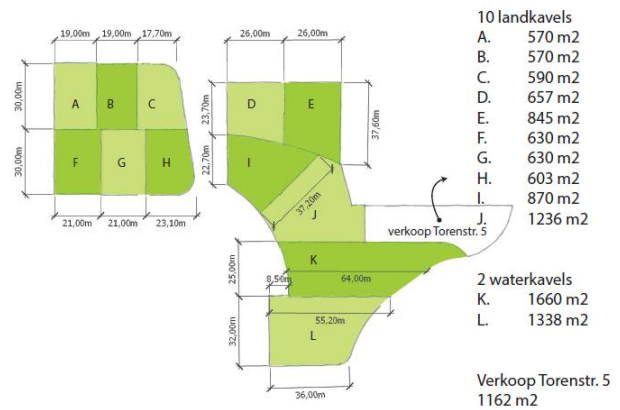 19,00m 19,00m 17,70m
26,00m 26,00m
30,00m
A B C
23,70m
D E
37,60m
30,00m
F G H
22,70m
I
37,20m
J
21,00m 21,00m 23,10m
verkoop Torenstr. 5
25,00m
K
8,50m 64,00m
32,00m
55,20m
L
36,00m
10 landkavels
A. 570 m2
B. 570 m2
C. 590 m2
D. 657 m2
E. 845 m2
F. 630 m2
G. 630 m2
H. 603 m2
I. 870 m2
J. 1236 m2
2 waterkavels
K. 1660 m2
L. 1338 m2
Verkoop Torenstr. 5
1162 m2